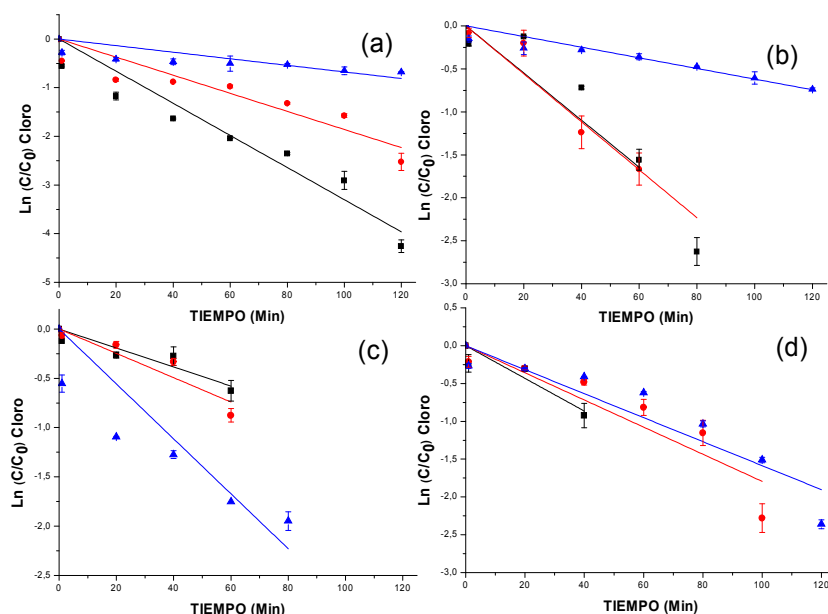 (a)
0
-1
-2
-3
-4
-5
Ln (C/C0) Cloro
0 20 40 60 80 100 120
TIEMPO (Min)
(b)
0,0
-0,5
-1,0
-1,5
-2,0
-2,5
-3,0
Ln (C/C0) Cloro
0 20 40 60 80 100 120
TIEMPO (Min)
(c)
0,0
-0,5
-1,0
-1,5
-2,0
-2,5
Ln (C/C0) Cloro
0 20 40 60 80 100 120
TIEMPO (Min)
(d)
0,5
0,0
-0,5
-1,0
-1,5
-2,0
-2,5
-3,0
Ln (C/C0) Cloro
0 20 40 60 80 100 120
TIEMPO (Min)